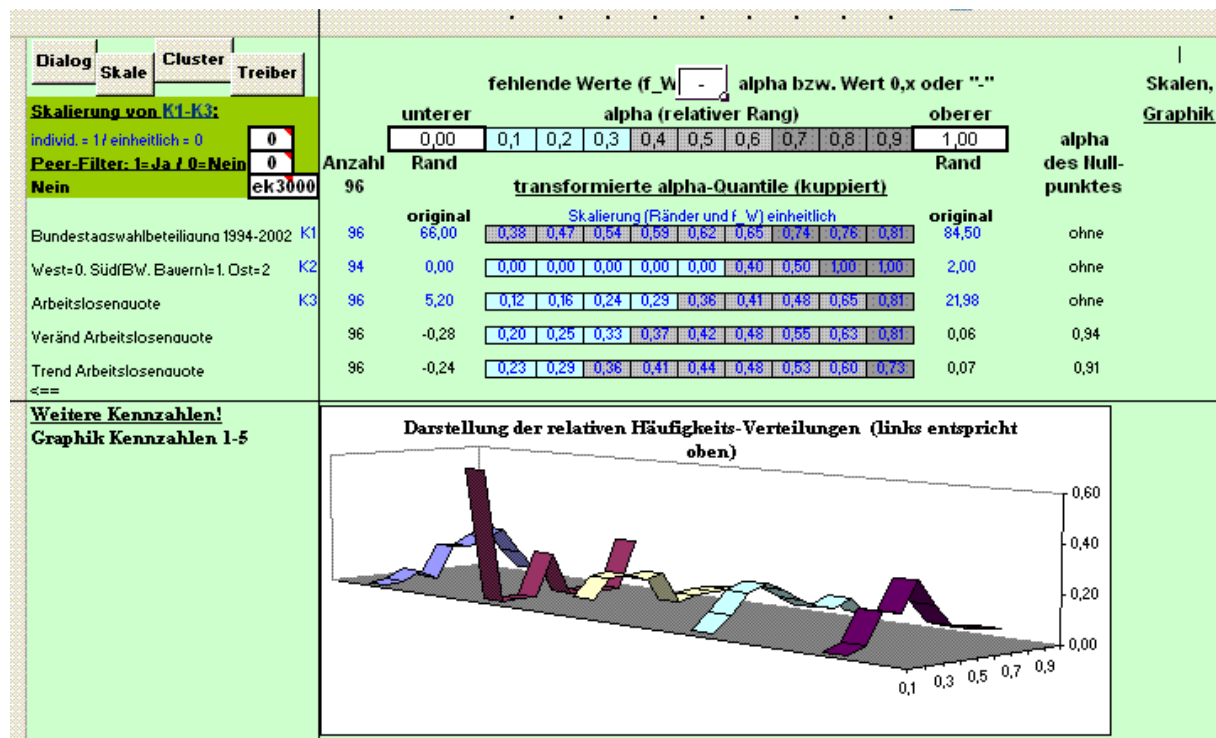 Dialog Skale Cluster Treiber
fehlende Werte (f_W - alpha bzw. Wert 0,x oder "-"
Skalen,
Skalierung von K1-K3:
unterer alpha (relativer Rang) oberer
Graphik
individ. = 1 / einheitlich = 0 0
0,00 0,1 0,2 0,3 0,4 0,5 0,6 0,7 0,8 0,9 1,00 alpha
Peer-Filter: 1=Ja / 0=Nein 0 Anzahl Rand Rand des Null-
Nein ek3000 96 transformierte alpha-Quantile (kuppiert) punktes
original Skalierung (Ränder und f_W) einheitlich original
Bundestagswahlbeteiligung 1994-2002 K1 96 66,00 0,38 0,47 0,54 0,59 0,62 0,65 0,74 0,76 0,81 84,50 ohne
West=0, Süd(BW, Bayern)=1, Ost=2 K2 94 0,00 0,00 0,00 0,00 0,00 0,00 0,40 0,50 1,00 1,00 2,00 ohne
Arbeitslosenquote K3 96 5,20 0,12 0,16 0,24 0,29 0,36 0,41 0,48 0,65 0,81 21,98 ohne
Veränd Arbeitslosenquote 96 -0,28 0,20 0,25 0,33 0,37 0,42 0,48 0,55 0,63 0,81 0,06 0,94
Trend Arbeitslosenquote 96 -0,24 0,23 0,29 0,36 0,41 0,44 0,48 0,53 0,60 0,73 0,07 0,91
<==
Weitere Kennzahlen!
Graphik Kennzahlen 1-5
Darstellung der relativen Häufigkeits-Verteilungen (links entspricht
oben)
0,60
0,40
0,20
0,00
0,1 0,3 0,5 0,7 0,9